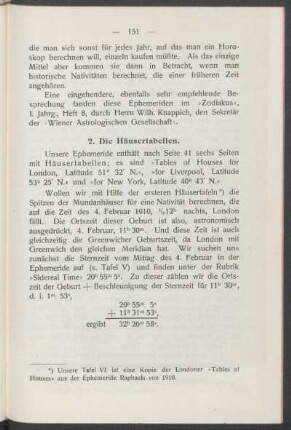 — 151 —
die man sich sonst für jedes Jahr, auf das man ein Horo-
skop berechnen will, einzeln kaufen müßte. Als das einzige
Mittel aber kommen sie dann in Betracht, wenn man
historische Nativitäten berechnet, die einer früheren Zeit
angehören.
Eine eingehendere, ebenfalls sehr empfehlende Be-
sprechung fanden diese Ephemeriden im »Zodiakus«,
I. Jahrg., Heft 8, durch Herrn Wilh. Knappich, den Sekretär
der »Wiener Astrologischen Gesellschaft«.
2. Die Häusertabellen.
Unsere Ephemeride enthält nach Seite 41 sechs Seiten
mit Häusertabellen; es sind »Tables of Houses for
London, Latitude 51° 32' N.«, »for Liverpool, Latitude
53° 25' N.« und »for New York, Latitude 40° 43' N.«
Wollen wir mit Hilfe der ersteren Häusertafeln*) die
Spitzen der Mundanhäuser für eine Nativität berechnen, die
auf die Zeit des 4. Februar 1910, ½12ʰ nachts, London
fällt. Die Ortszeit dieser Geburt ist also, astronomisch
ausgedrückt, 4. Februar, 11ʰ 30ᵐ. Und diese Zeit ist auch
gleichzeitig die Greenwicher Geburtszeit, da London mit
Greenwich den gleichen Meridian hat. Wir suchen uns
zunächst die Sternzeit vom Mittag des 4. Februar in der
Ephemeride auf (s. Tafel V) und finden unter der Rubrik
»Sidereal Time« 20ʰ 55ᵐ 5ˢ. Zu dieser zählen wir die Orts-
zeit der Geburt + Beschleunigung der Sternzeit für 11ʰ 30ᵐ,
d. i. 1ᵐ 53ˢ,
20ʰ 55ᵐ 5ˢ
+ 11ʰ 31ᵐ 53ˢ,
ergibt 32ʰ 26ᵐ 58ˢ.
*) Unsere Tafel VI ist eine Kopie der Londoner »Tables of
Houses« aus der Ephemeride Raphaels von 1910.